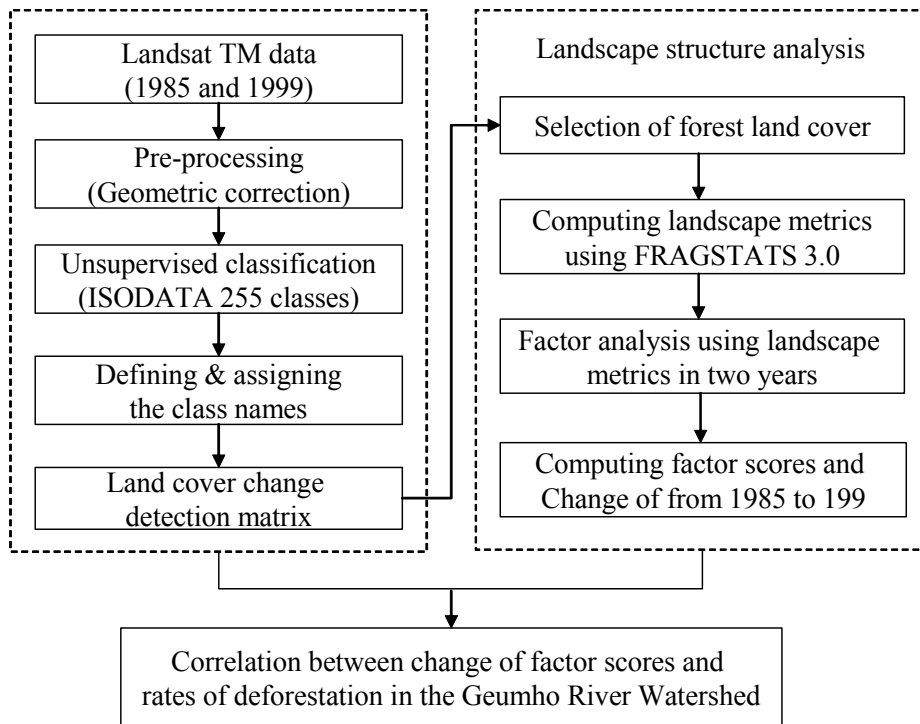 Landsat TM data
(1985 and 1999)
Pre-processing
(Geometric correction)
Unsupervised classification
(ISODATA 255 classes)
Defining & assigning
the class names
Land cover change
detection matrix
Landscape structure analysis
Selection of forest land cover
Computing landscape metrics
using FRAGSTATS 3.0
Factor analysis using landscape
metrics in two years
Computing factor scores and
Change of from 1985 to 199
Correlation between change of factor scores and
rates of deforestation in the Geumho River Watershed